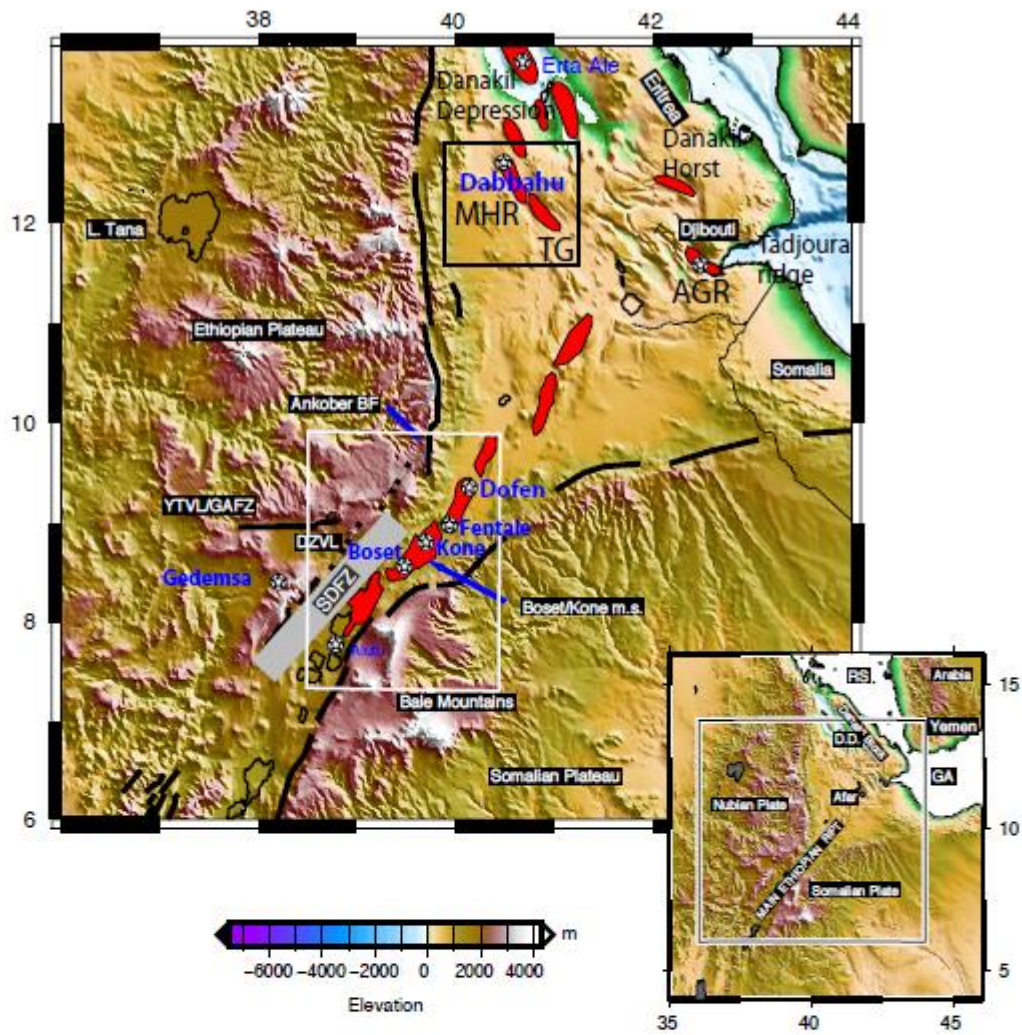 38 40 42 44
Erta Ale
Danakil
Depression
Eritrea
Danakil
Horst
Dabbahu
MHR
TG
12
L. Tana
Djibouti
Tadjoura
ridge
AGR
Ethiopian Plateau
Somalia
Ankober BF
10
Dofen
YTVL/GAFZ
Fentale
DZVL
Boset
Kone
Gedemsa
SDFZ
Boset/Kone m.s.
8
Bale Mountains
Somalian Plateau
6
RS.
Arabia
15
Yemen
D.D.
GA
Nubian Plate
Afar
10
MAIN ETHIOPIAN RIFT
Somalian Plate
5
35 40 45
m
−6000 −4000 −2000 0 2000 4000
Elevation